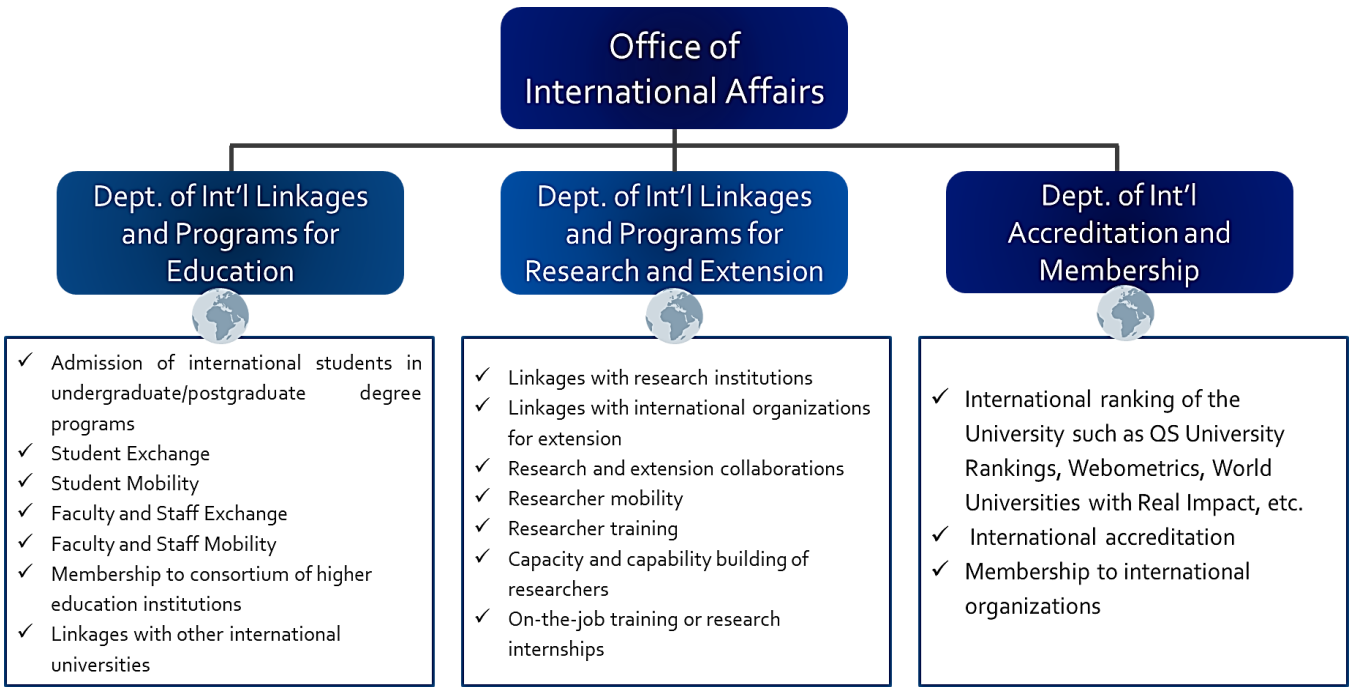 Office of
International Affairs
Dept. of Int'l Linkages
and Programs for
Education
Dept. of Int'l Linkages
and Programs for
Research and Extension
Dept. of Int'l
Accreditation and
Membership
✓ Admission of international students in
undergraduate/postgraduate degree
programs
✓ Student Exchange
✓ Student Mobility
✓ Faculty and Staff Exchange
✓ Faculty and Staff Mobility
✓ Membership to consortium of higher
education institutions
✓ Linkages with other international
universities
✓ Linkages with research institutions
✓ Linkages with international organizations
for extension
✓ Research and extension collaborations
✓ Researcher mobility
✓ Researcher training
✓ Capacity and capability building of
researchers
✓ On-the-job training or research
internships
✓ International ranking of the
University such as QS University
Rankings, Webometrics, World
Universities with Real Impact, etc.
✓ International accreditation
✓ Membership to international
organizations